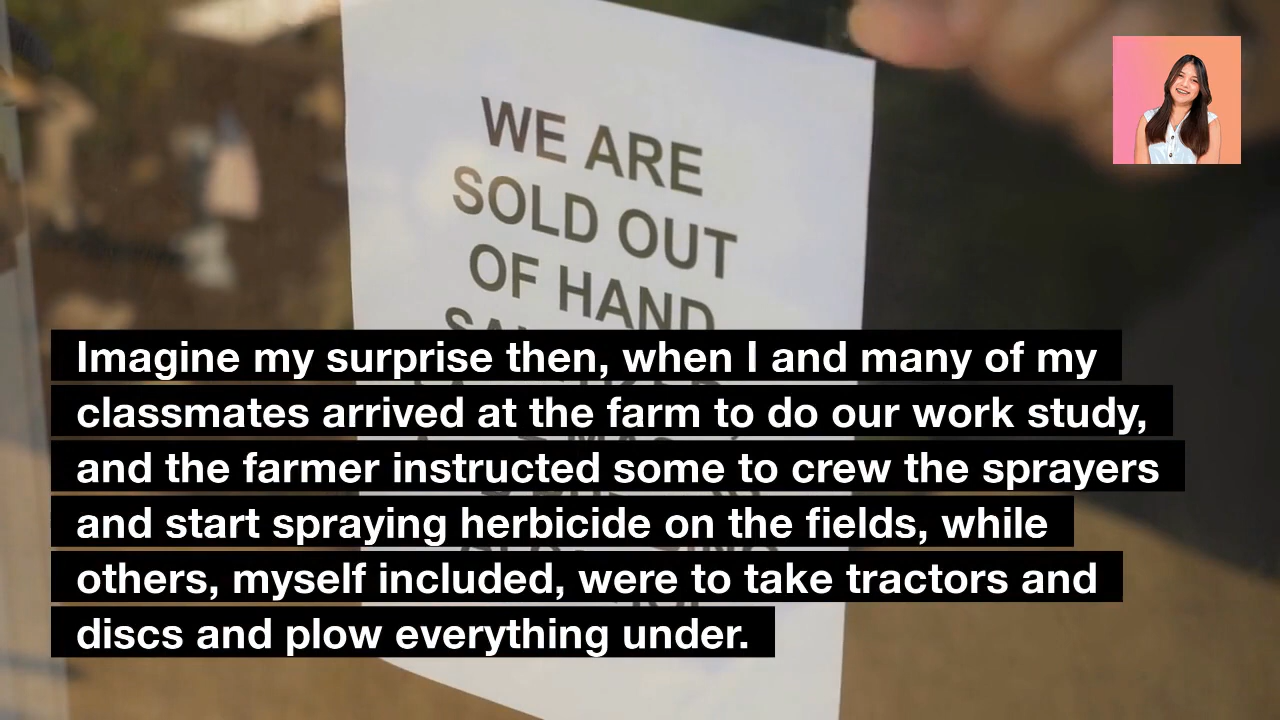 WE ARE
SOLD OUT
OF HAND
Imagine my surprise then, when I and many of my
classmates arrived at the farm to do our work study,
and the farmer instructed some to crew the sprayers
and start spraying herbicide on the fields, while
others, myself included, were to take tractors and
discs and plow everything under.